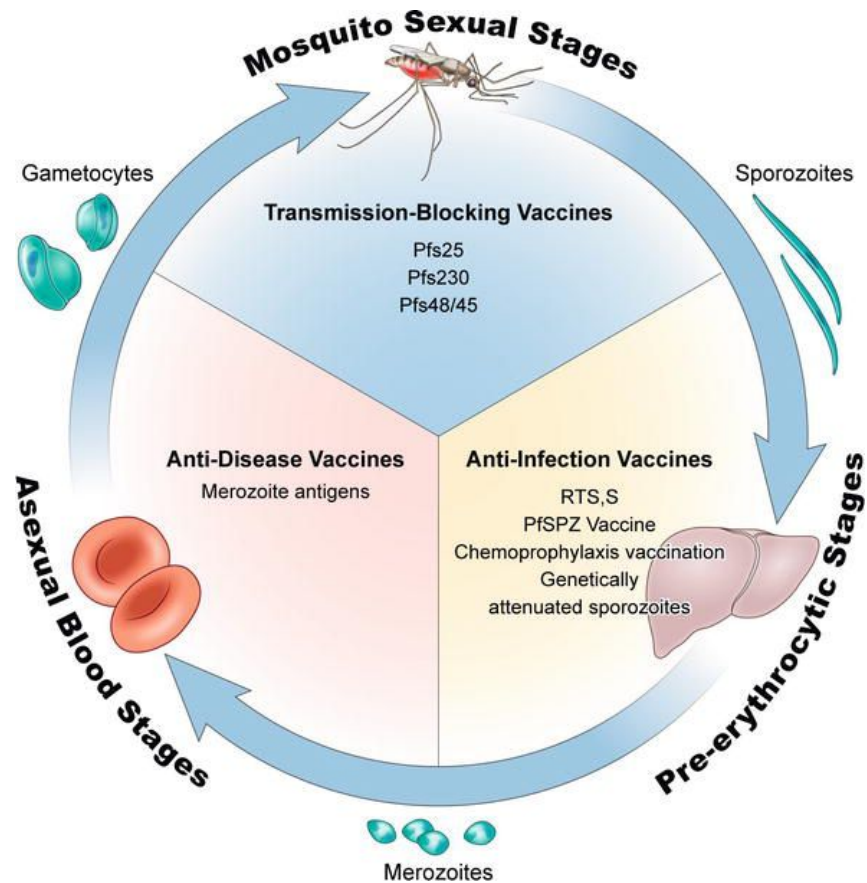 Mosquito Sexual Stages
Gametocytes
Sporozoites
Transmission-Blocking Vaccines
Pfs25
Pfs230
Pfs48/45
Anti-Disease Vaccines
Merozoite antigens
Anti-Infection Vaccines
RTS,S
PfSPZ Vaccine
Chemoprophylaxis vaccination
Genetically
attenuated sporozoites
Asexual Blood Stages
Pre-erythrocytic Stages
Merozoites